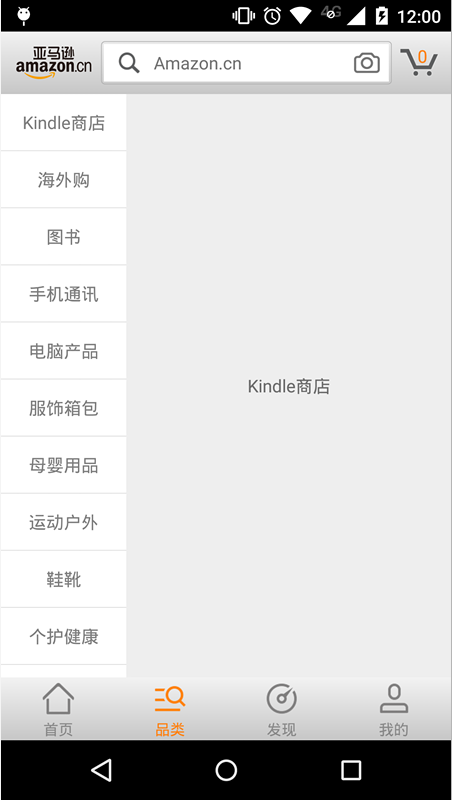 4G
12:00
亚马逊
amazon.cn
Amazon.cn
0
Kindle商店
海外购
图书
手机通讯
电脑产品
服饰箱包
母婴用品
运动户外
鞋靴
个护健康
Kindle商店
首页
品类
发现
我的